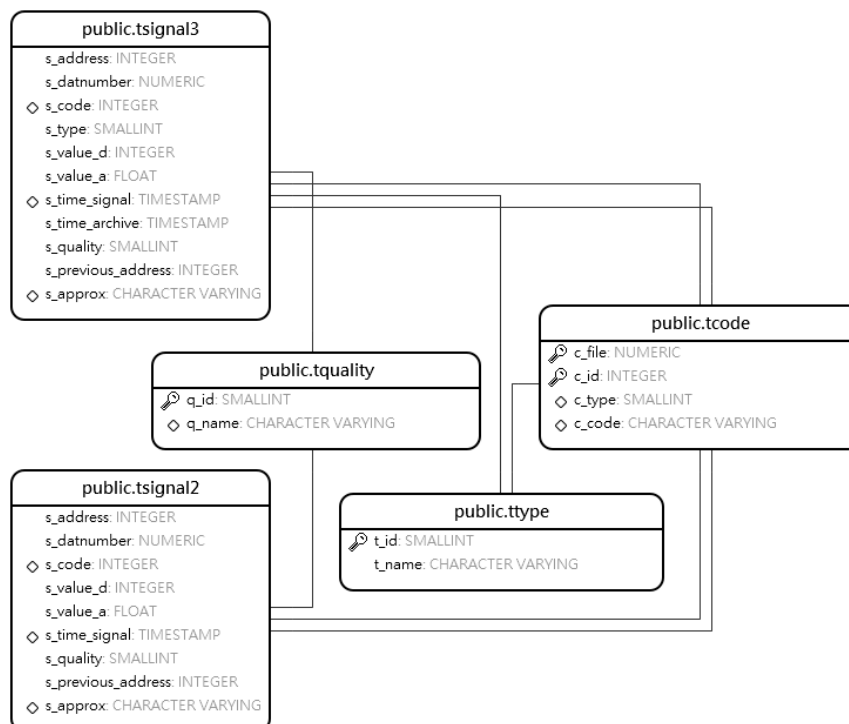 public.tsignal3
s_address: INTEGER
s_datnumber: NUMERIC
s_code: INTEGER
s_type: SMALLINT
s_value_d: INTEGER
s_value_a: FLOAT
s_time_signal: TIMESTAMP
s_time_archive: TIMESTAMP
s_quality: SMALLINT
s_previous_address: INTEGER
s_approx: CHARACTER VARYING
public.tcode
c_file: NUMERIC
c_id: INTEGER
c_type: SMALLINT
c_code: CHARACTER VARYING
public.tquality
q_id: SMALLINT
q_name: CHARACTER VARYING
public.tsignal2
s_address: INTEGER
s_datnumber: NUMERIC
s_code: INTEGER
s_value_d: INTEGER
s_value_a: FLOAT
s_time_signal: TIMESTAMP
s_quality: SMALLINT
s_previous_address: INTEGER
s_approx: CHARACTER VARYING
public.ttype
t_id: SMALLINT
t_name: CHARACTER VARYING